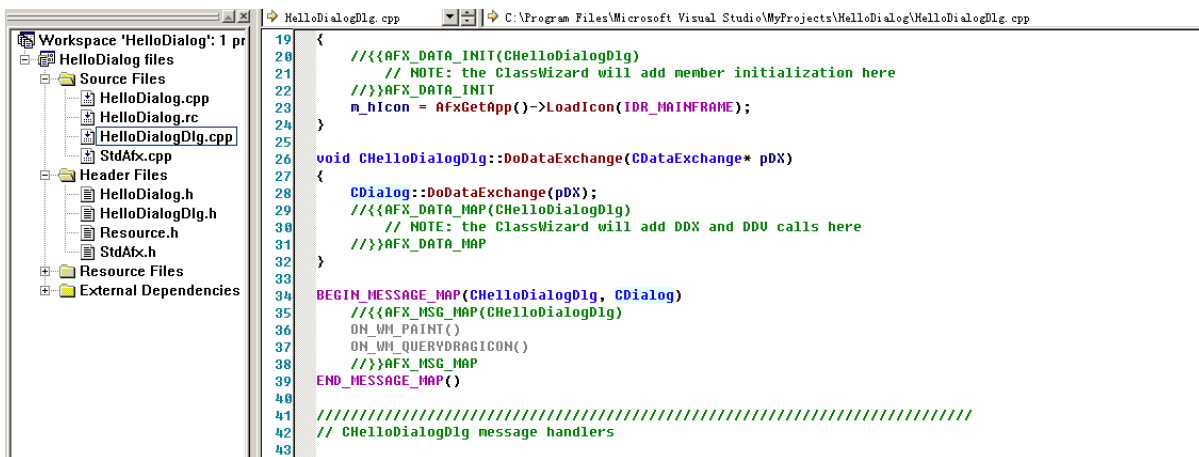 HelloDialogDlg.cpp
C:\Program Files\Microsoft Visual Studio\MyProjects\HelloDialog\HelloDialogDlg.cpp
Workspace 'HelloDialog': 1 pr
HelloDialog files
Source Files
HelloDialog.cpp
HelloDialog.rc
HelloDialogDlg.cpp
StdAfx.cpp
Header Files
HelloDialog.h
HelloDialogDlg.h
Resource.h
StdAfx.h
Resource Files
External Dependencies
19 {
20 //{{AFX_DATA_INIT(CHelloDialogDlg)
21 // NOTE: the ClassWizard will add member initialization here
22 //}}AFX_DATA_INIT
23 m_hIcon = AfxGetApp()->LoadIcon(IDR_MAINFRAME);
24 }
25
26 void CHelloDialogDlg::DoDataExchange(CDataExchange* pDX)
27 {
28 CDialog::DoDataExchange(pDX);
29 //{{AFX_DATA_MAP(CHelloDialogDlg)
30 // NOTE: the ClassWizard will add DDX and DDV calls here
31 //}}AFX_DATA_MAP
32 }
33
34 BEGIN_MESSAGE_MAP(CHelloDialogDlg, CDialog)
35 //{{AFX_MSG_MAP(CHelloDialogDlg)
36 ON_WM_PAINT()
37 ON_WM_QUERYDRAGICON()
38 //}}AFX_MSG_MAP
39 END_MESSAGE_MAP()
40
41 /////////////////////////////////////////////////////////////////////////////
42 // CHelloDialogDlg message handlers
43